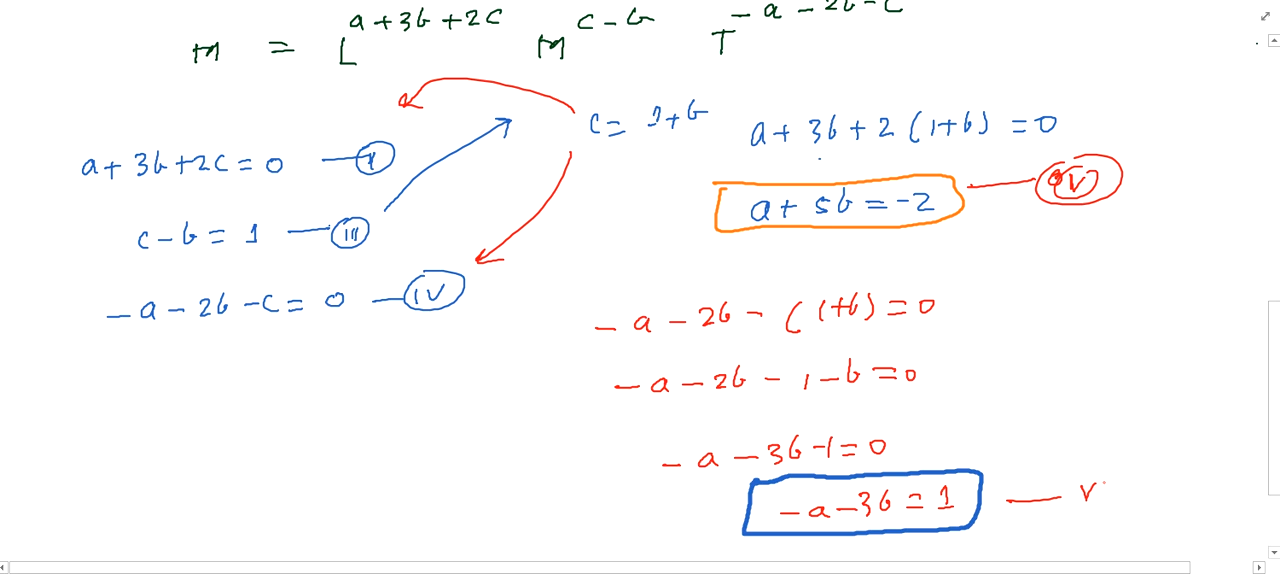 M = L^{a+3b+2c} M^{c-b} T^{-a-2b-c}
c = 1+b
a+3b+2(1+b)=0
a+3b+2c=0 — II
a+5b=-2 — V
c-b=1 — III
-a-2b-c=0 — IV
-a-2b-(1+b)=0
-a-2b-1-b=0
-a-3b-1=0
-a-3b=1 — V